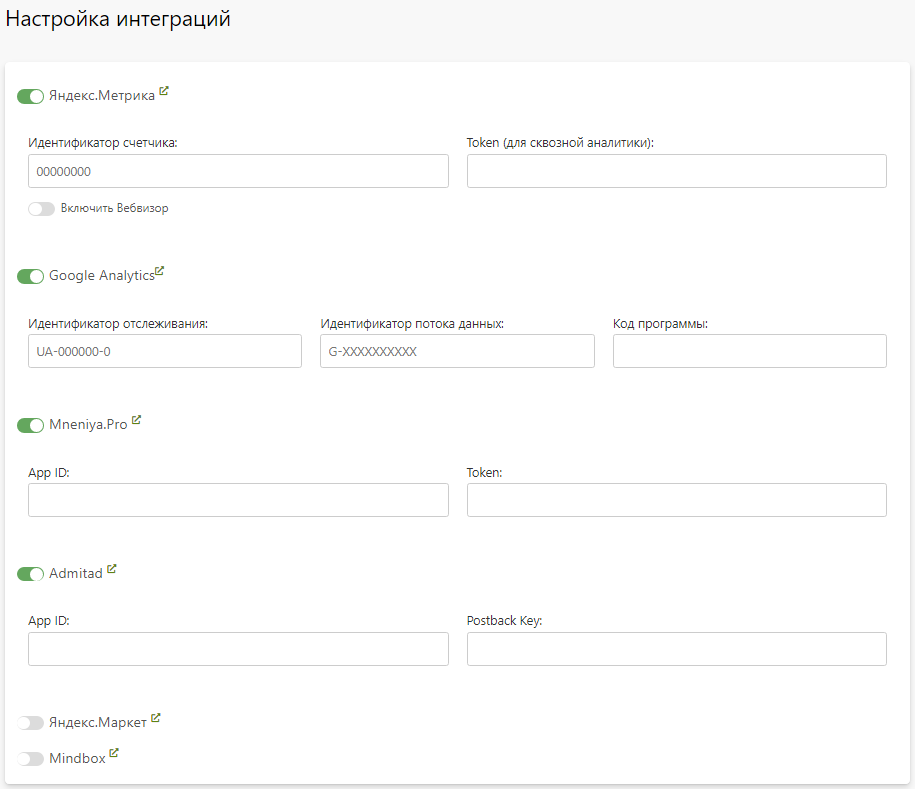 Настройка интеграций
Яндекс.Метрика
Идентификатор счетчика: Token (для сквозной аналитики):
00000000
Включить Вебвизор
Google Analytics
Идентификатор отслеживания: Идентификатор потока данных: Код программы:
UA-000000-0 G-XXXXXXXXXX
Mneniya.Pro
App ID: Token:
Admitad
App ID: Postback Key:
Яндекс.Маркет
Mindbox